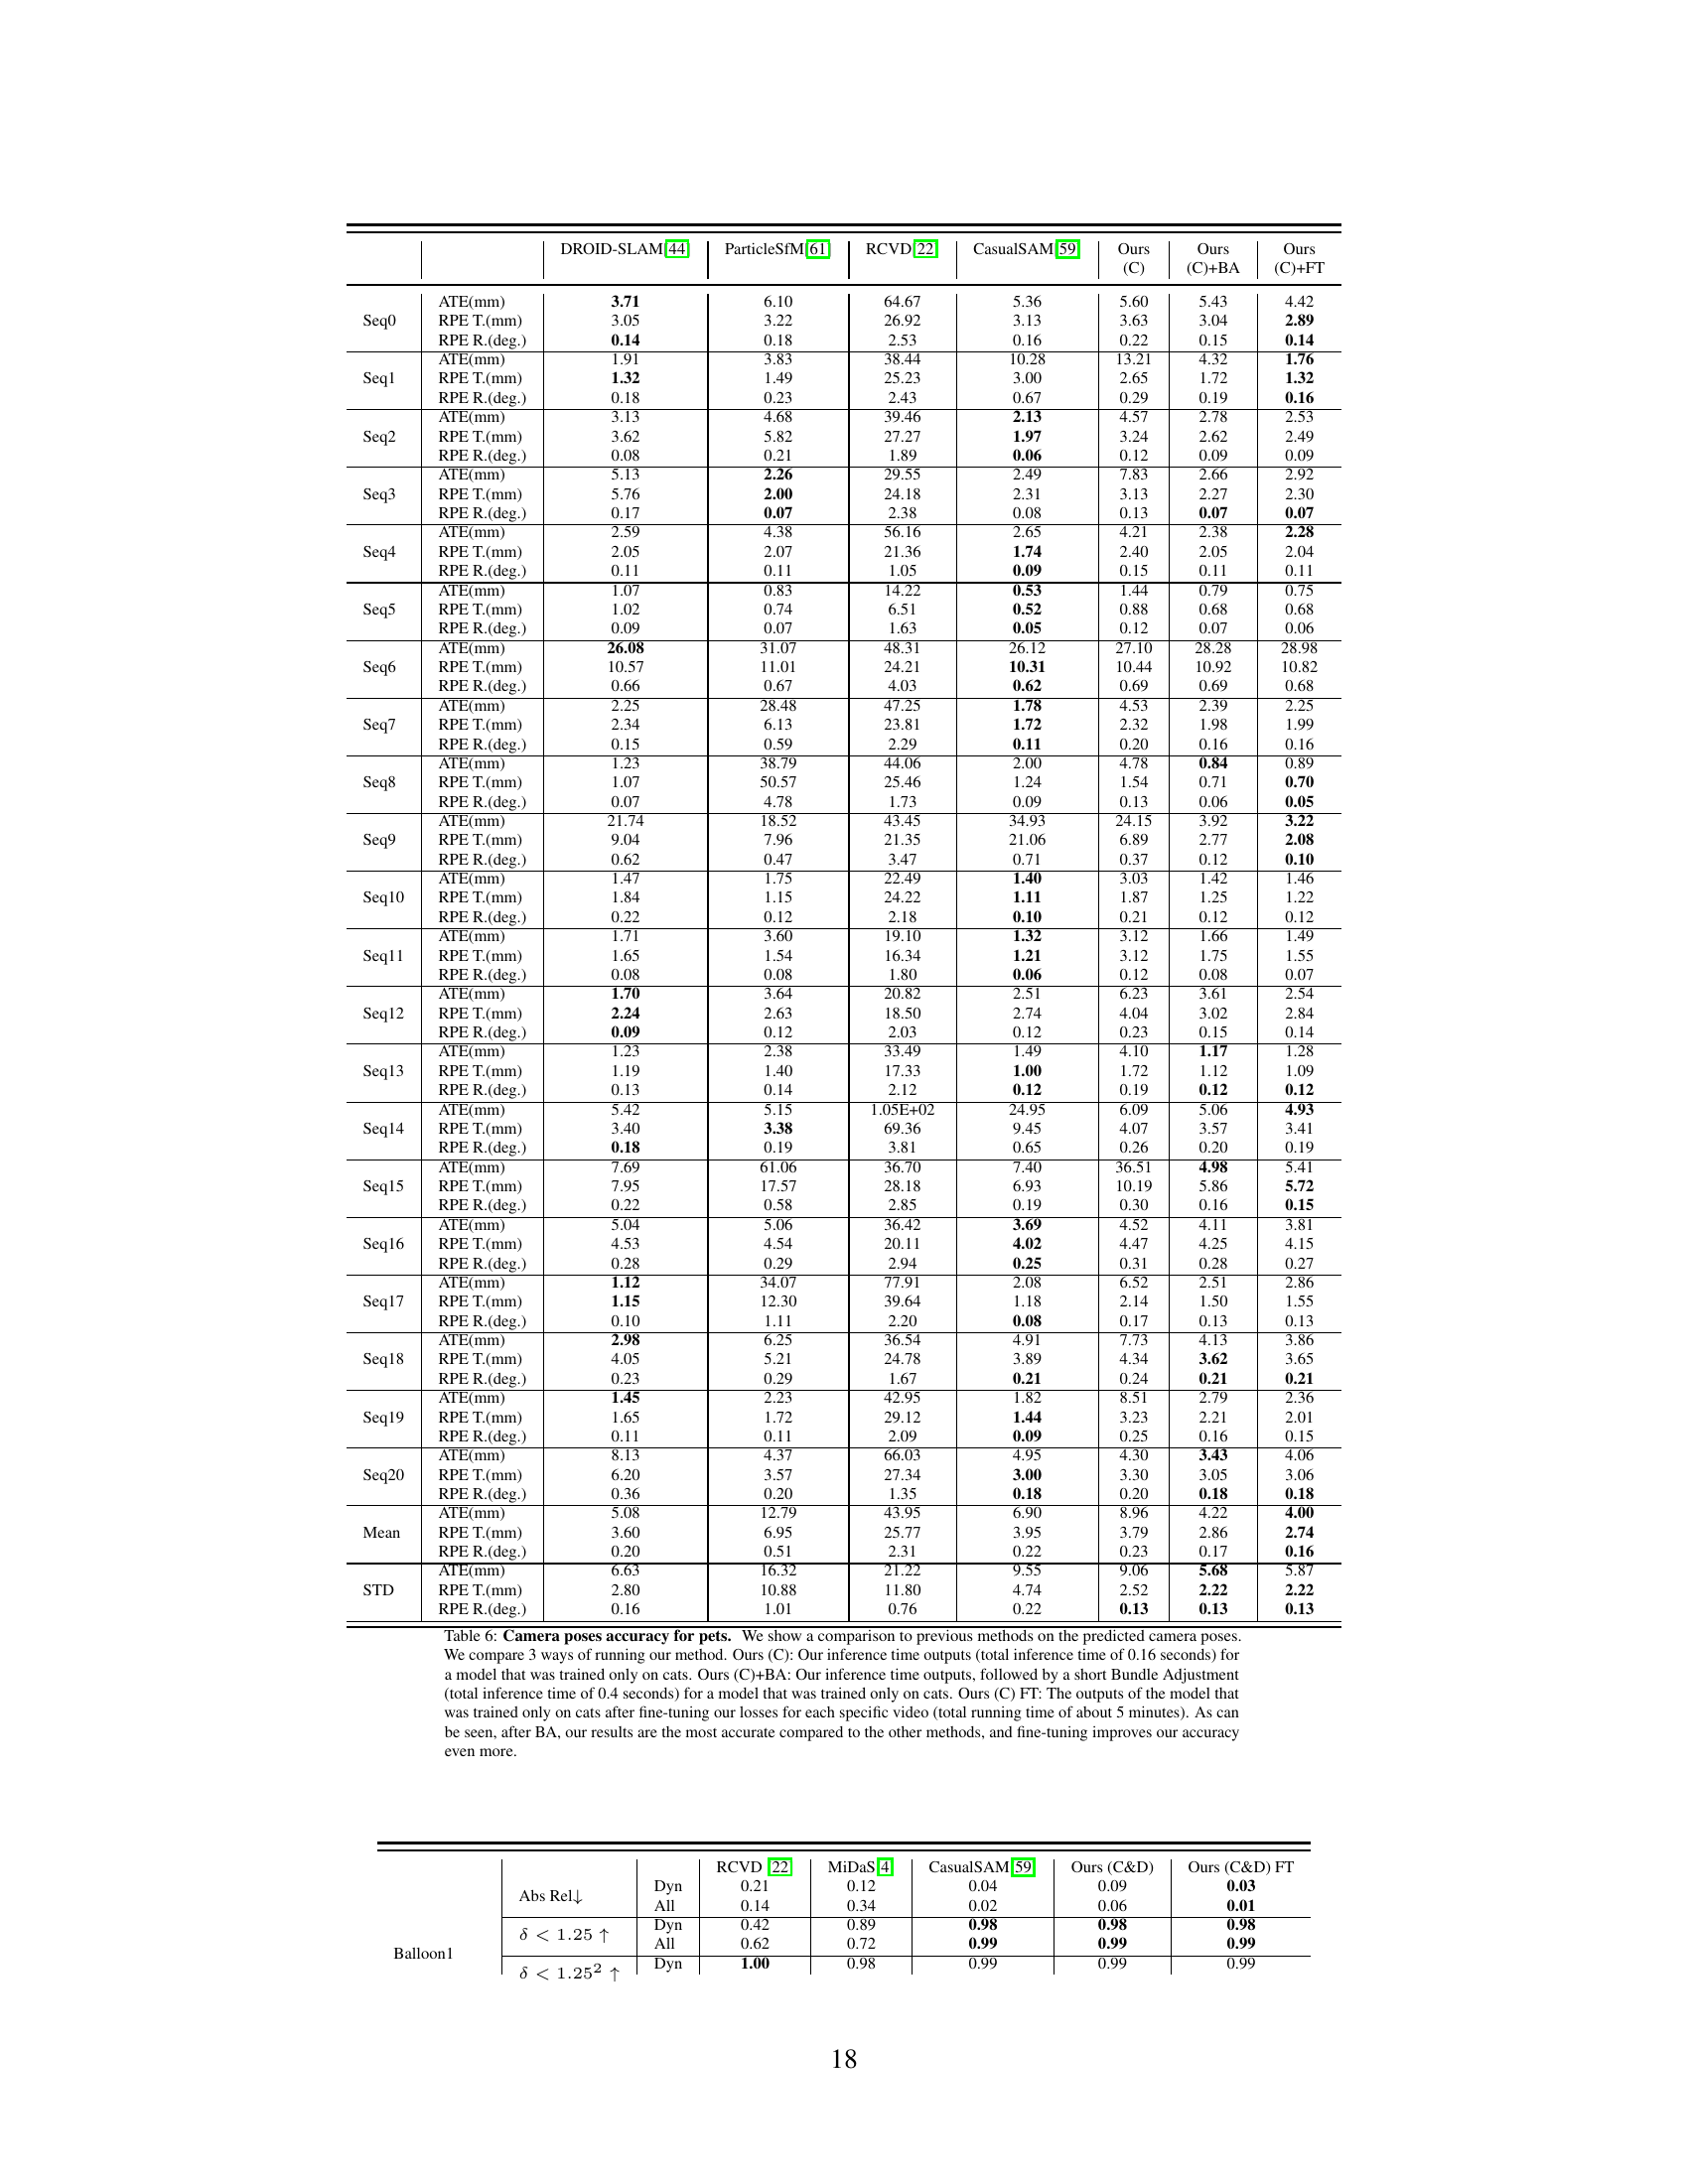 DROID-SLAM[44] ParticleSfM[61] RCVD[22] CasualSAM[59] Ours Ours Ours
(C) (C)+BA (C)+FT
ATE(mm) 3.71 6.10 64.67 5.36 5.60 5.43 4.42
Seq0 RPE T.(mm) 3.05 3.22 26.92 3.13 3.63 3.04 2.89
RPE R.(deg.) 0.14 0.18 2.53 0.16 0.22 0.15 0.14
ATE(mm) 1.91 3.83 38.44 10.28 13.21 4.32 1.76
Seq1 RPE T.(mm) 1.32 1.49 25.23 3.00 2.65 1.72 1.32
RPE R.(deg.) 0.18 0.23 2.43 0.67 0.29 0.19 0.16
ATE(mm) 3.13 4.68 39.46 2.13 4.57 2.78 2.53
Seq2 RPE T.(mm) 3.62 5.82 27.27 1.97 3.24 2.62 2.49
RPE R.(deg.) 0.08 0.21 1.89 0.06 0.12 0.09 0.09
ATE(mm) 5.13 2.26 29.55 2.49 7.83 2.66 2.92
Seq3 RPE T.(mm) 5.76 2.00 24.18 2.31 3.13 2.27 2.30
RPE R.(deg.) 0.17 0.07 2.38 0.08 0.13 0.07 0.07
ATE(mm) 2.59 4.38 56.16 2.65 4.21 2.38 2.28
Seq4 RPE T.(mm) 2.05 2.07 21.36 1.74 2.40 2.05 2.04
RPE R.(deg.) 0.11 0.11 1.05 0.09 0.15 0.11 0.11
ATE(mm) 1.07 0.83 14.22 0.53 1.44 0.79 0.75
Seq5 RPE T.(mm) 1.02 0.74 6.51 0.52 0.88 0.68 0.68
RPE R.(deg.) 0.09 0.07 1.63 0.05 0.12 0.07 0.06
ATE(mm) 26.08 31.07 48.31 26.12 27.10 28.28 28.98
Seq6 RPE T.(mm) 10.57 11.01 24.21 10.31 10.44 10.92 10.82
RPE R.(deg.) 0.66 0.67 4.03 0.62 0.69 0.69 0.68
ATE(mm) 2.25 28.48 47.25 1.78 4.53 2.39 2.25
Seq7 RPE T.(mm) 2.34 6.13 23.81 1.72 2.32 1.98 1.99
RPE R.(deg.) 0.15 0.59 2.29 0.11 0.20 0.16 0.16
ATE(mm) 1.23 38.79 44.06 2.00 4.78 0.84 0.89
Seq8 RPE T.(mm) 1.07 50.57 25.46 1.24 1.54 0.71 0.70
RPE R.(deg.) 0.07 4.78 1.73 0.09 0.13 0.06 0.05
ATE(mm) 21.74 18.52 43.45 34.93 24.15 3.92 3.22
Seq9 RPE T.(mm) 9.04 7.96 21.35 21.06 6.89 2.77 2.08
RPE R.(deg.) 0.62 0.47 3.47 0.71 0.37 0.12 0.10
ATE(mm) 1.47 1.75 22.49 1.40 3.03 1.42 1.46
Seq10 RPE T.(mm) 1.84 1.15 24.22 1.11 1.87 1.25 1.22
RPE R.(deg.) 0.22 0.12 2.18 0.10 0.21 0.12 0.12
ATE(mm) 1.71 3.60 19.10 1.32 3.12 1.66 1.49
Seq11 RPE T.(mm) 1.65 1.54 16.34 1.21 3.12 1.75 1.55
RPE R.(deg.) 0.08 0.08 1.80 0.06 0.12 0.08 0.07
ATE(mm) 1.70 3.64 20.82 2.51 6.23 3.61 2.54
Seq12 RPE T.(mm) 2.24 2.63 18.50 2.74 4.04 3.02 2.84
RPE R.(deg.) 0.09 0.12 2.03 0.12 0.23 0.15 0.14
ATE(mm) 1.23 2.38 33.49 1.49 4.10 1.17 1.28
Seq13 RPE T.(mm) 1.19 1.40 17.33 1.00 1.72 1.12 1.09
RPE R.(deg.) 0.13 0.14 2.12 0.12 0.19 0.12 0.12
ATE(mm) 5.42 5.15 1.05E+02 24.95 6.09 5.06 4.93
Seq14 RPE T.(mm) 3.40 3.38 69.36 9.45 4.07 3.57 3.41
RPE R.(deg.) 0.18 0.19 3.81 0.65 0.26 0.20 0.19
ATE(mm) 7.69 61.06 36.70 7.40 36.51 4.98 5.41
Seq15 RPE T.(mm) 7.95 17.57 28.18 6.93 10.19 5.86 5.72
RPE R.(deg.) 0.22 0.58 2.85 0.19 0.30 0.16 0.15
ATE(mm) 5.04 5.06 36.42 3.69 4.52 4.11 3.81
Seq16 RPE T.(mm) 4.53 4.54 20.11 4.02 4.47 4.25 4.15
RPE R.(deg.) 0.28 0.29 2.94 0.25 0.31 0.28 0.27
ATE(mm) 1.12 34.07 77.91 2.08 6.52 2.51 2.86
Seq17 RPE T.(mm) 1.15 12.30 39.64 1.18 2.14 1.50 1.55
RPE R.(deg.) 0.10 1.11 2.20 0.08 0.17 0.13 0.13
ATE(mm) 2.98 6.25 36.54 4.91 7.73 4.13 3.86
Seq18 RPE T.(mm) 4.05 5.21 24.78 3.89 4.34 3.62 3.65
RPE R.(deg.) 0.23 0.29 1.67 0.21 0.24 0.21 0.21
ATE(mm) 1.45 2.23 42.95 1.82 8.51 2.79 2.36
Seq19 RPE T.(mm) 1.65 1.72 29.12 1.44 3.23 2.21 2.01
RPE R.(deg.) 0.11 0.11 2.09 0.09 0.25 0.16 0.15
ATE(mm) 8.13 4.37 66.03 4.95 4.30 3.43 4.06
Seq20 RPE T.(mm) 6.20 3.57 27.34 3.00 3.30 3.05 3.06
RPE R.(deg.) 0.36 0.20 1.35 0.18 0.20 0.18 0.18
ATE(mm) 5.08 12.79 43.95 6.90 8.96 4.22 4.00
Mean RPE T.(mm) 3.60 6.95 25.77 3.95 3.79 2.86 2.74
RPE R.(deg.) 0.20 0.51 2.31 0.22 0.23 0.17 0.16
ATE(mm) 6.63 16.32 21.22 9.55 9.06 5.68 5.87
STD RPE T.(mm) 2.80 10.88 11.80 4.74 2.52 2.22 2.22
RPE R.(deg.) 0.16 1.01 0.76 0.22 0.13 0.13 0.13
Table 6: Camera poses accuracy for pets. We show a comparison to previous methods on the predicted camera poses.
We compare 3 ways of running our method. Ours (C): Our inference time outputs (total inference time of 0.16 seconds) for
a model that was trained only on cats. Ours (C)+BA: Our inference time outputs, followed by a short Bundle Adjustment
(total inference time of 0.4 seconds) for a model that was trained only on cats. Ours (C) FT: The outputs of the model that
was trained only on cats after fine-tuning our losses for each specific video (total running time of about 5 minutes). As can
be seen, after BA, our results are the most accurate compared to the other methods, and fine-tuning improves our accuracy
even more.
RCVD [22] MiDaS[4] CasualSAM[59] Ours (C&D) Ours (C&D) FT
Abs Rel↓ Dyn 0.21 0.12 0.04 0.09 0.03
All 0.14 0.34 0.02 0.06 0.01
δ < 1.25 ↑ Dyn 0.42 0.89 0.98 0.98 0.98
All 0.62 0.72 0.99 0.99 0.99
Balloon1
δ < 1.25² ↑ Dyn 1.00 0.98 0.99 0.99 0.99
18